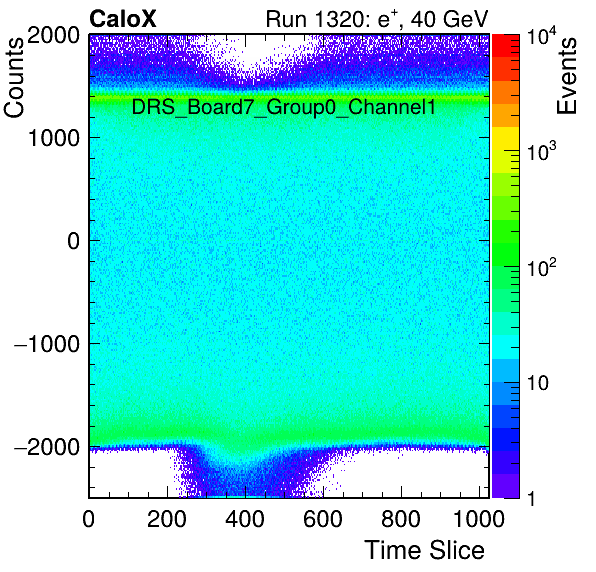 CaloX Run 1320: e⁺, 40 GeV
DRS_Board7_Group0_Channel1
Counts
2000
1000
0
−1000
−2000
0 200 400 600 800 1000
Time Slice
Events
10⁴
10³
10²
10
1